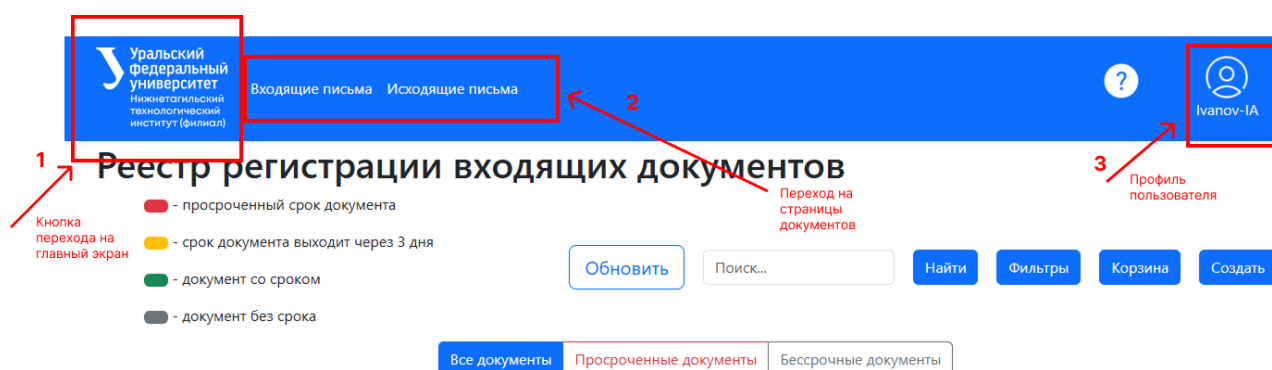 Уральский
федеральный
университет
Нижнетагильский
технологический
институт (филиал)
Входящие письма Исходящие письма
2
?
Ivanov-IA
1
Реестр регистрации входящих документов
3
Профиль
пользователя
Переход на
страницы
документов
Кнопка
перехода на
главный экран
- просроченный срок документа
- срок документа выходит через 3 дня
- документ со сроком
- документ без срока
Обновить Поиск... Найти Фильтры Корзина Создать
Все документы Просроченные документы Бессрочные документы